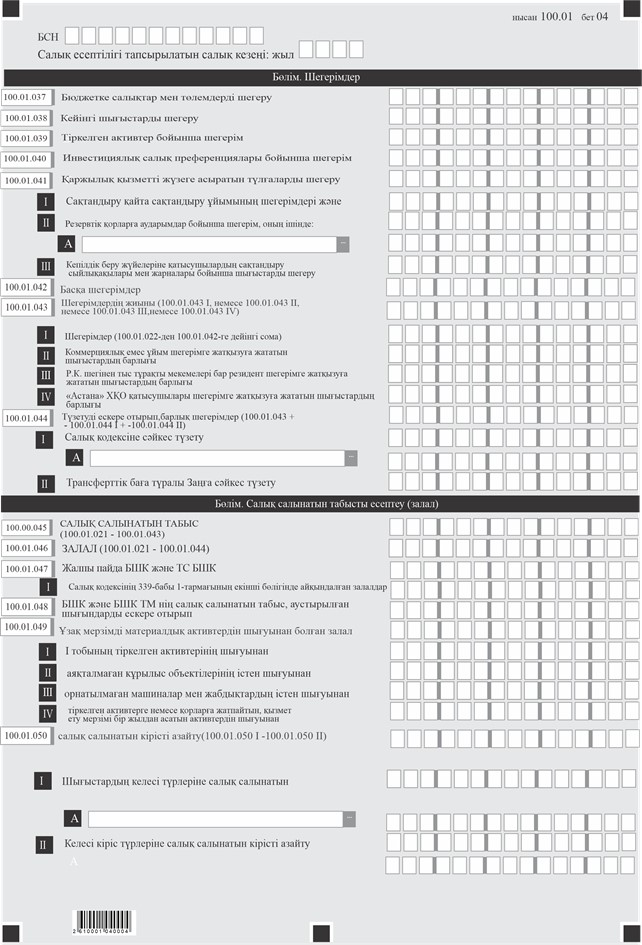 нысан 100.01 бет 04
БСН
Салық есептілігі тапсырылатын салық кезеңі: жыл
Бөлім. Шегерімдер
100.01.037 Бюджетке салықтар мен төлемдерді шегеру
100.01.038 Кейінгі шығыстарды шегеру
100.01.039 Тіркелген активтер бойынша шегерім
100.01.040 Инвестициялық салық преференциялары бойынша шегерім
100.01.041 Қаржылық қызметті жүзеге асыратын тұлғаларды шегеру
I Сақтандыру қайта сақтандыру ұйымының шегерімдері және
II Резервтік қорларға аударымдар бойынша шегерім, оның ішінде:
A
III Кепілдік беру жүйелеріне қатысушылардың сақтандыру
сыйлықақылары мен жарналары бойынша шығыстарды шегеру
100.01.042 Басқа шегерімдер
100.01.043 Шегерімдердің жиыны (100.01.043 I, немесе 100.01.043 II,
немесе 100.01.043 III,немесе 100.01.043 IV)
I Шегерімдер (100.01.022-ден 100.01.042-ге дейінгі сома)
II Коммерциялық емес ұйым шегерімге жатқызуға жататын
шығыстардың барлығы
III Р.К. шегінен тыс тұрақты мекемелері бар резидент шегерімге жатқызуға
жататын шығыстардың барлығы
IV «Астана» ХҚО қатысушылары шегерімге жатқызуға жататын шығыстардың
барлығы
100.01.044 Түзетуді ескере отырып,барлық шегерімдер (100.01.043 +
- 100.01.044 I + -100.01.044 II)
I Салық кодексіне сәйкес түзету
A
II Трансферттік баға туралы Заңға сәйкес түзету
Бөлім. Салық салынатын табысты есептеу (залал)
100.00.045 САЛЫҚ САЛЫНАТЫН ТАБЫС
(100.01.021 - 100.01.043)
100.01.046 ЗАЛАЛ (100.01.021 - 100.01.044)
100.01.047 Жалпы пайда БШК және ТС БШК
I Салық кодексінің 339-бабы 1-тармағының екінші бөлігінде айқындалған залалдар
100.01.048 БШК және БШК ТМ нің салық салынатын табыс, аустырылған
шығындарды ескере отырып
100.01.049 Ұзақ мерзімді материалдық активтердін шығуынан болған залал
I I тобының тіркелген активтерінің шығуынан
II аяқталмаған құрылыс объектілерінің істен шығуынан
III орнатылмаған машиналар мен жабдықтардың істен шығуынан
IV тіркелген активтерге немесе қорларға жатпайтын, қызмет
ету мерзімі бір жылдан асатын активтердін шығуынан
100.01.050 салық салынатын кірісті азайту(100.01.050 I -100.01.050 II)
I Шығыстардың келесі түрлеріне салық салынатын
A
II Келесі кіріс түрлеріне салық салынатын кірісті азайту
A
2 610001 040004